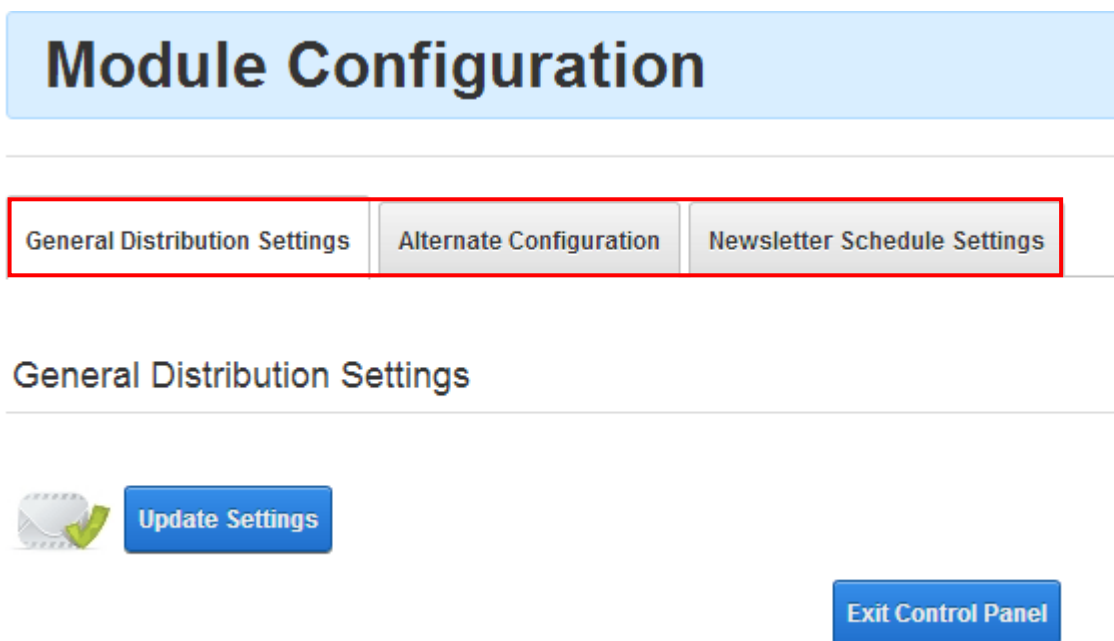 Module Configuration
General Distribution Settings Alternate Configuration Newsletter Schedule Settings
General Distribution Settings
Update Settings
Exit Control Panel